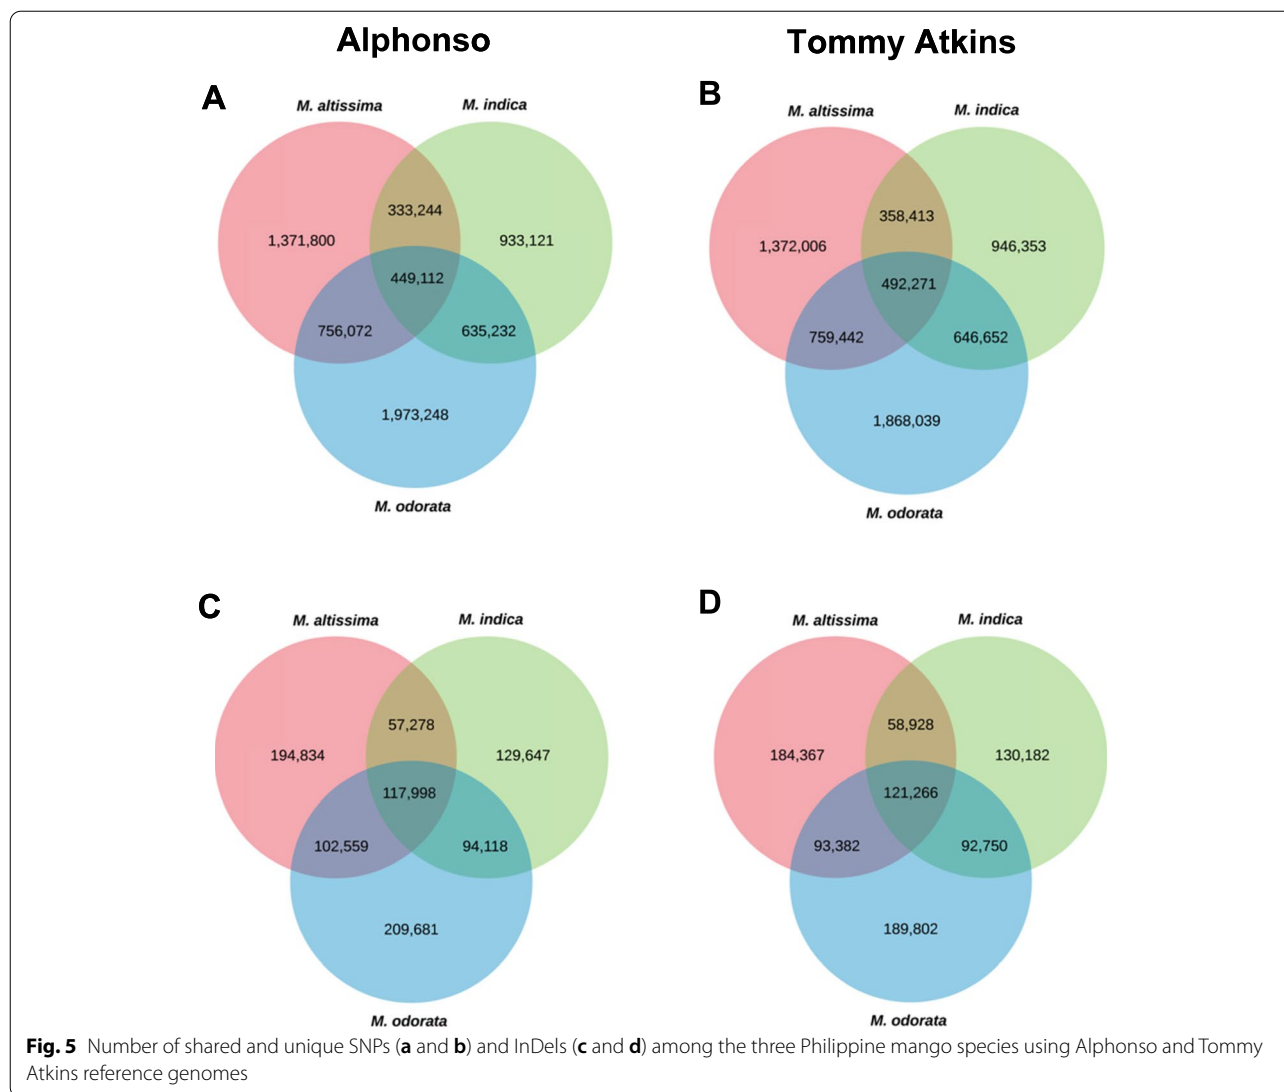 Alphonso
Tommy Atkins
A
M. altissima
M. indica
333,244
1,371,800
933,121
449,112
756,072
635,232
1,973,248
M. odorata
B
M. altissima
M. indica
358,413
1,372,006
946,353
492,271
759,442
646,652
1,868,039
M. odorata
C
M. altissima
M. indica
57,278
194,834
129,647
117,998
102,559
94,118
209,681
M. odorata
D
M. altissima
M. indica
58,928
184,367
130,182
121,266
93,382
92,750
189,802
M. odorata
Fig. 5 Number of shared and unique SNPs (a and b) and InDels (c and d) among the three Philippine mango species using Alphonso and Tommy
Atkins reference genomes